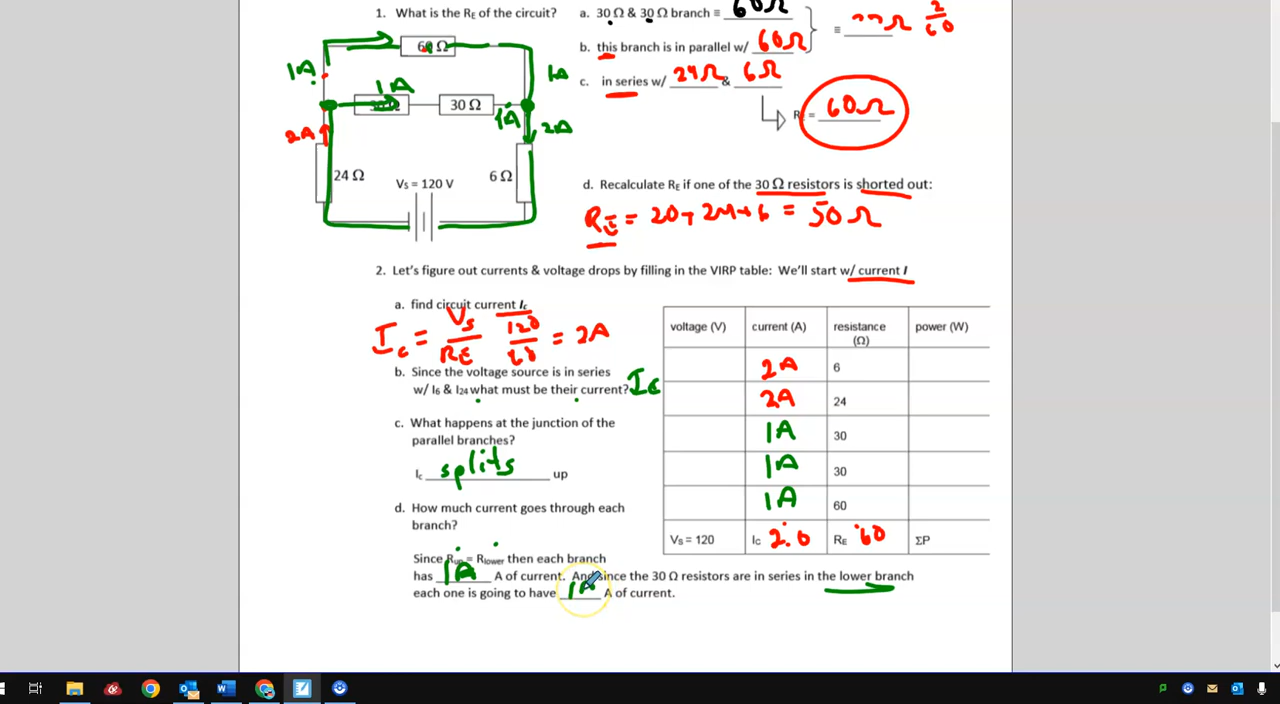 1. What is the RE of the circuit?
a. 30 Ω & 30 Ω branch ≡ 60Ω
≡ Ω 2/60
b. this branch is in parallel w/ 60Ω
c. in series w/ 24Ω & 6Ω
RE = 60Ω
60 Ω
1A
1A
1A
30 Ω
1A
2A
2A
24 Ω
Vs = 120 V
6 Ω
d. Recalculate RE if one of the 30 Ω resistors is shorted out:
RE = 20 + 24 + 6 = 50 Ω
2. Let's figure out currents & voltage drops by filling in the VIRP table: We'll start w/ current I
a. find circuit current Ic
Ic = Vs/RE 120/60 = 2A
b. Since the voltage source is in series
w/ I6 & I24 what must be their current? Ic
c. What happens at the junction of the
parallel branches?
Ic splits up
d. How much current goes through each
branch?
Since Rup = Rlower then each branch
has 1A A of current. And since the 30 Ω resistors are in series in the lower branch
each one is going to have 1A A of current.
voltage (V) current (A) resistance (Ω) power (W)
2A 6
2A 24
1A 30
1A 30
1A 60
Vs = 120 Ic 2.0 RE 60 ΣP